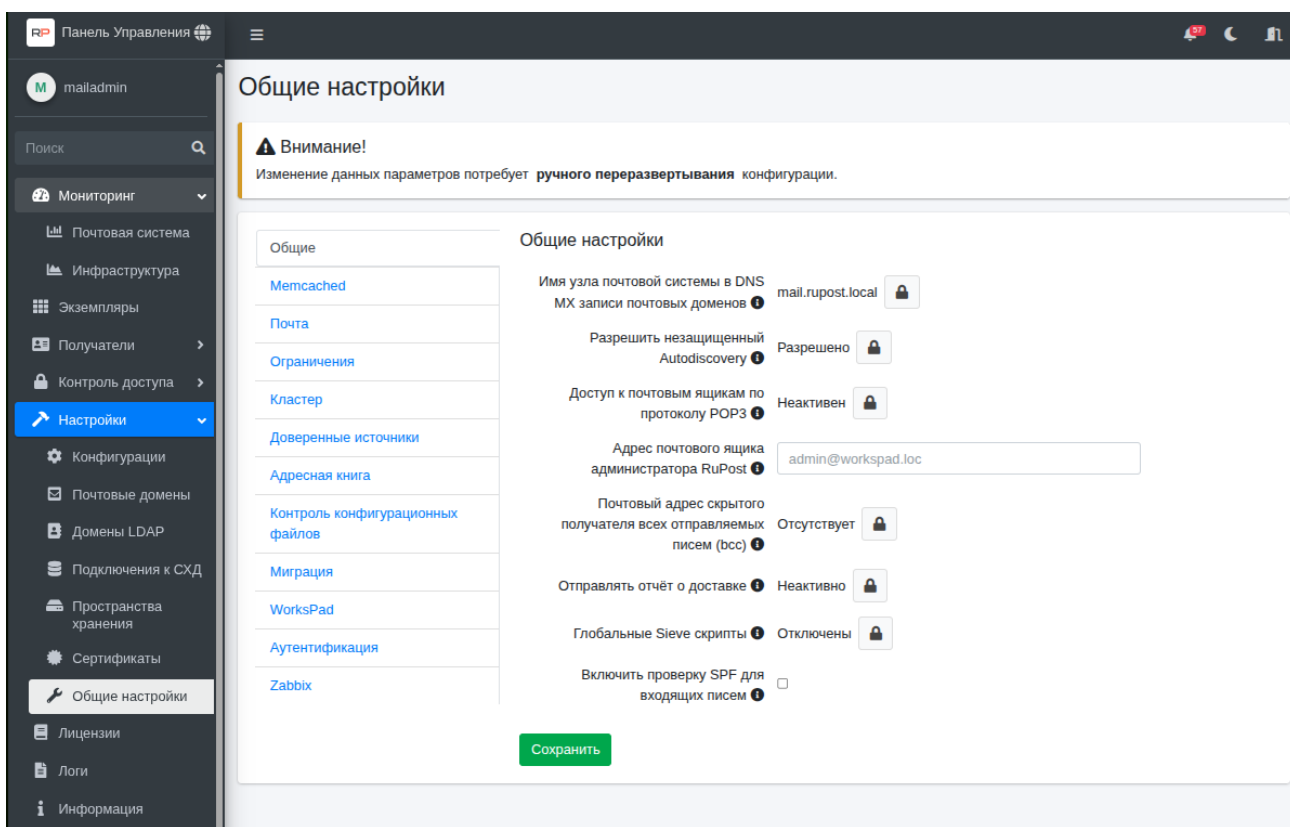 RP Панель Управления
57
M mailadmin
Поиск
Мониторинг
Почтовая система
Инфраструктура
Экземпляры
Получатели
Контроль доступа
Настройки
Конфигурации
Почтовые домены
Домены LDAP
Подключения к СХД
Пространства
хранения
Сертификаты
Общие настройки
Лицензии
Логи
Информация
Общие настройки
Внимание!
Изменение данных параметров потребует ручного переразвертывания конфигурации.
Общие
Memcached
Почта
Ограничения
Кластер
Доверенные источники
Адресная книга
Контроль конфигурационных
файлов
Миграция
WorksPad
Аутентификация
Zabbix
Общие настройки
Имя узла почтовой системы в DNS
MX записи почтовых доменов
mail.rupost.local
Разрешить незащищенный
Autodiscovery
Разрешено
Доступ к почтовым ящикам по
протоколу POP3
Неактивен
Адрес почтового ящика
администратора RuPost
admin@workspad.loc
Почтовый адрес скрытого
получателя всех отправляемых
писем (bcc)
Отсутствует
Отправлять отчёт о доставке
Неактивно
Глобальные Sieve скрипты
Отключены
Включить проверку SPF для
входящих писем
Сохранить